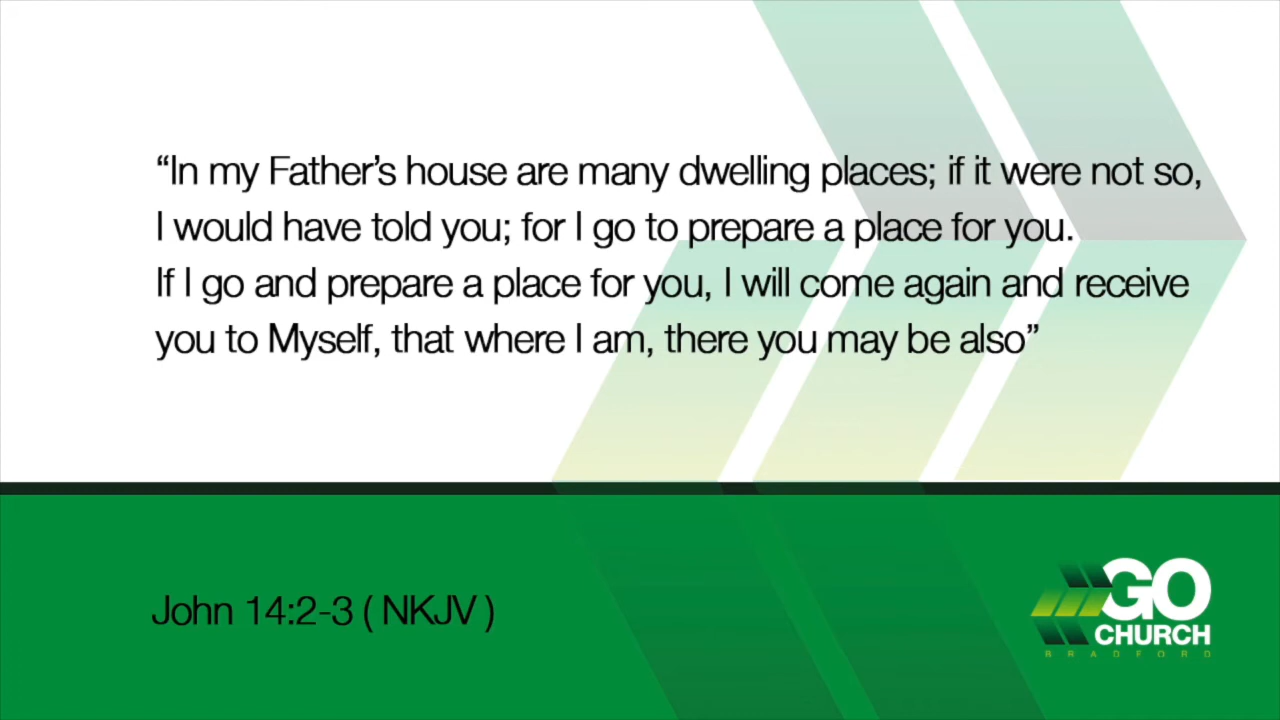 “In my Father’s house are many dwelling places; if it were not so,
I would have told you; for I go to prepare a place for you.
If I go and prepare a place for you, I will come again and receive
you to Myself, that where I am, there you may be also”
John 14:2-3 ( NKJV )
GO
CHURCH
BRADFORD